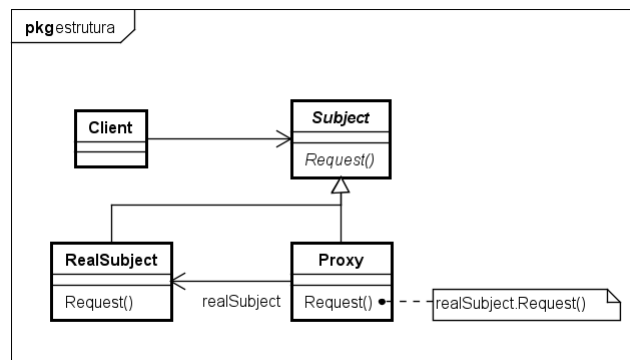 pkg estrutura
Client
Subject
Request()
RealSubject
Request()
realSubject
Proxy
Request()
realSubject.Request()